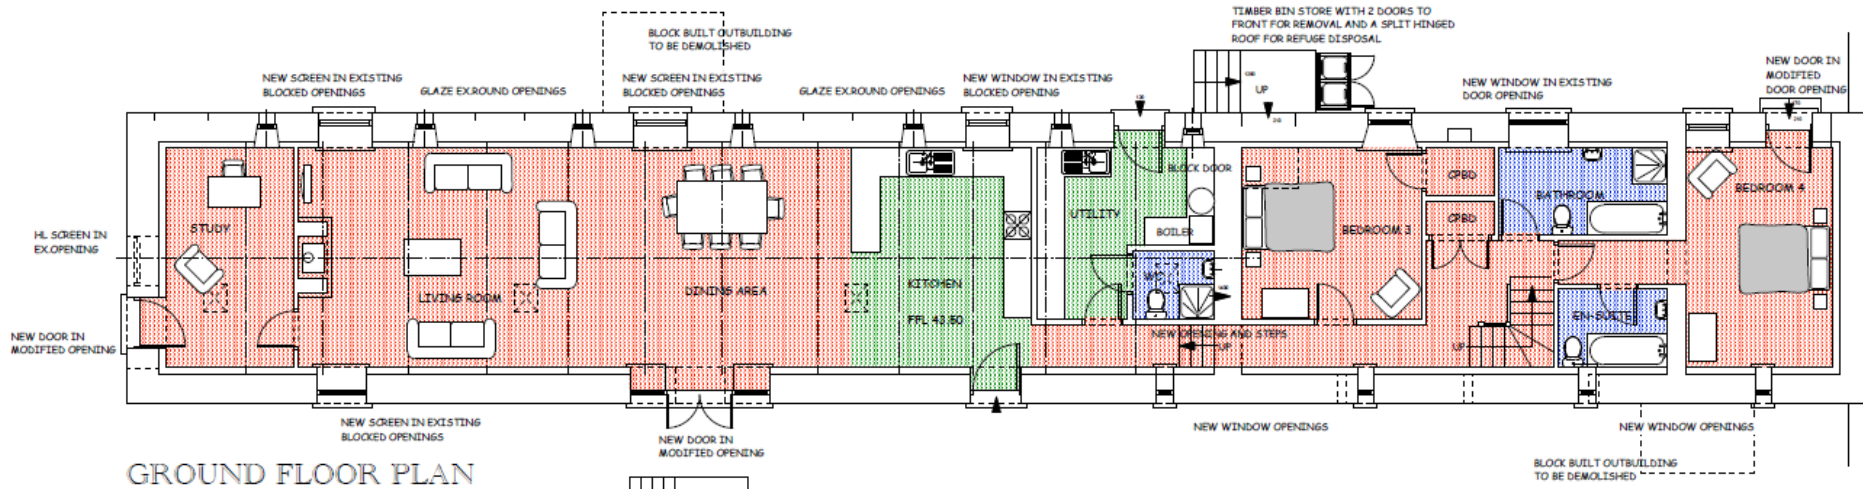 TIMBER BIN STORE WITH 2 DOORS TO
FRONT FOR REMOVAL AND A SPLIT HINGED
ROOF FOR REFUGE DISPOSAL
BLOCK BUILT OUTBUILDING
TO BE DEMOLISHED
NEW SCREEN IN EXISTING
BLOCKED OPENINGS
GLAZE EX.ROUND OPENINGS
NEW SCREEN IN EXISTING
BLOCKED OPENINGS
GLAZE EX.ROUND OPENINGS
NEW WINDOW IN EXISTING
BLOCKED OPENING
UP
NEW WINDOW IN EXISTING
DOOR OPENING
NEW DOOR IN
MODIFIED
DOOR OPENING
BLOCK DOOR
CPBD
BATHROOM
BEDROOM 4
STUDY
UTILITY
CPBD
BOILER
BEDROOM 3
HL SCREEN IN
EX.OPENING
LIVING ROOM
DINING AREA
KITCHEN
FFL 43.50
WC
EN-SUITE
NEW DOOR IN
MODIFIED OPENING
NEW OPENING AND STEPS
UP
UP
NEW SCREEN IN EXISTING
BLOCKED OPENINGS
NEW DOOR IN
MODIFIED OPENING
NEW WINDOW OPENINGS
NEW WINDOW OPENINGS
BLOCK BUILT OUTBUILDING
TO BE DEMOLISHED
GROUND FLOOR PLAN